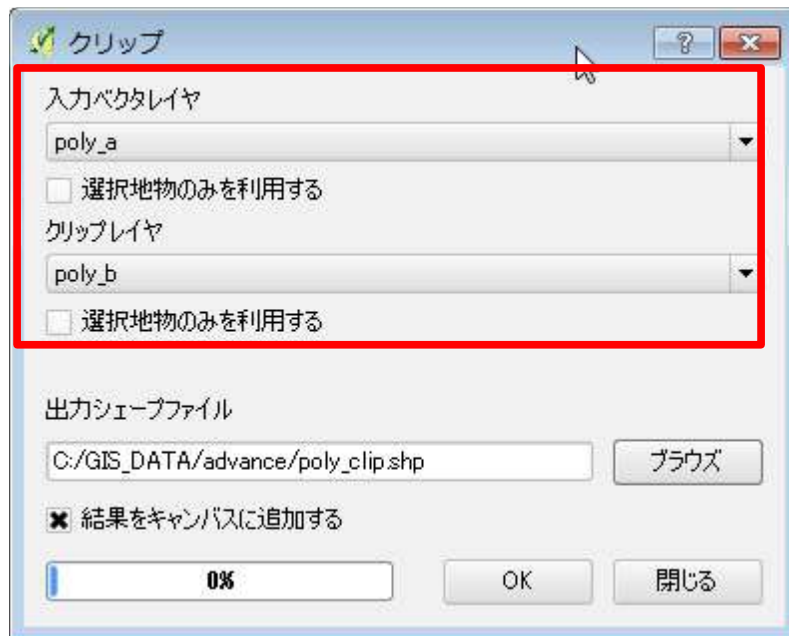 クリップ
入力ベクタレイヤ
poly_a
選択地物のみを利用する
クリップレイヤ
poly_b
選択地物のみを利用する
出力シェープファイル
C:/GIS_DATA/advance/poly_clip.shp
ブラウズ
結果をキャンバスに追加する
0%
OK
閉じる